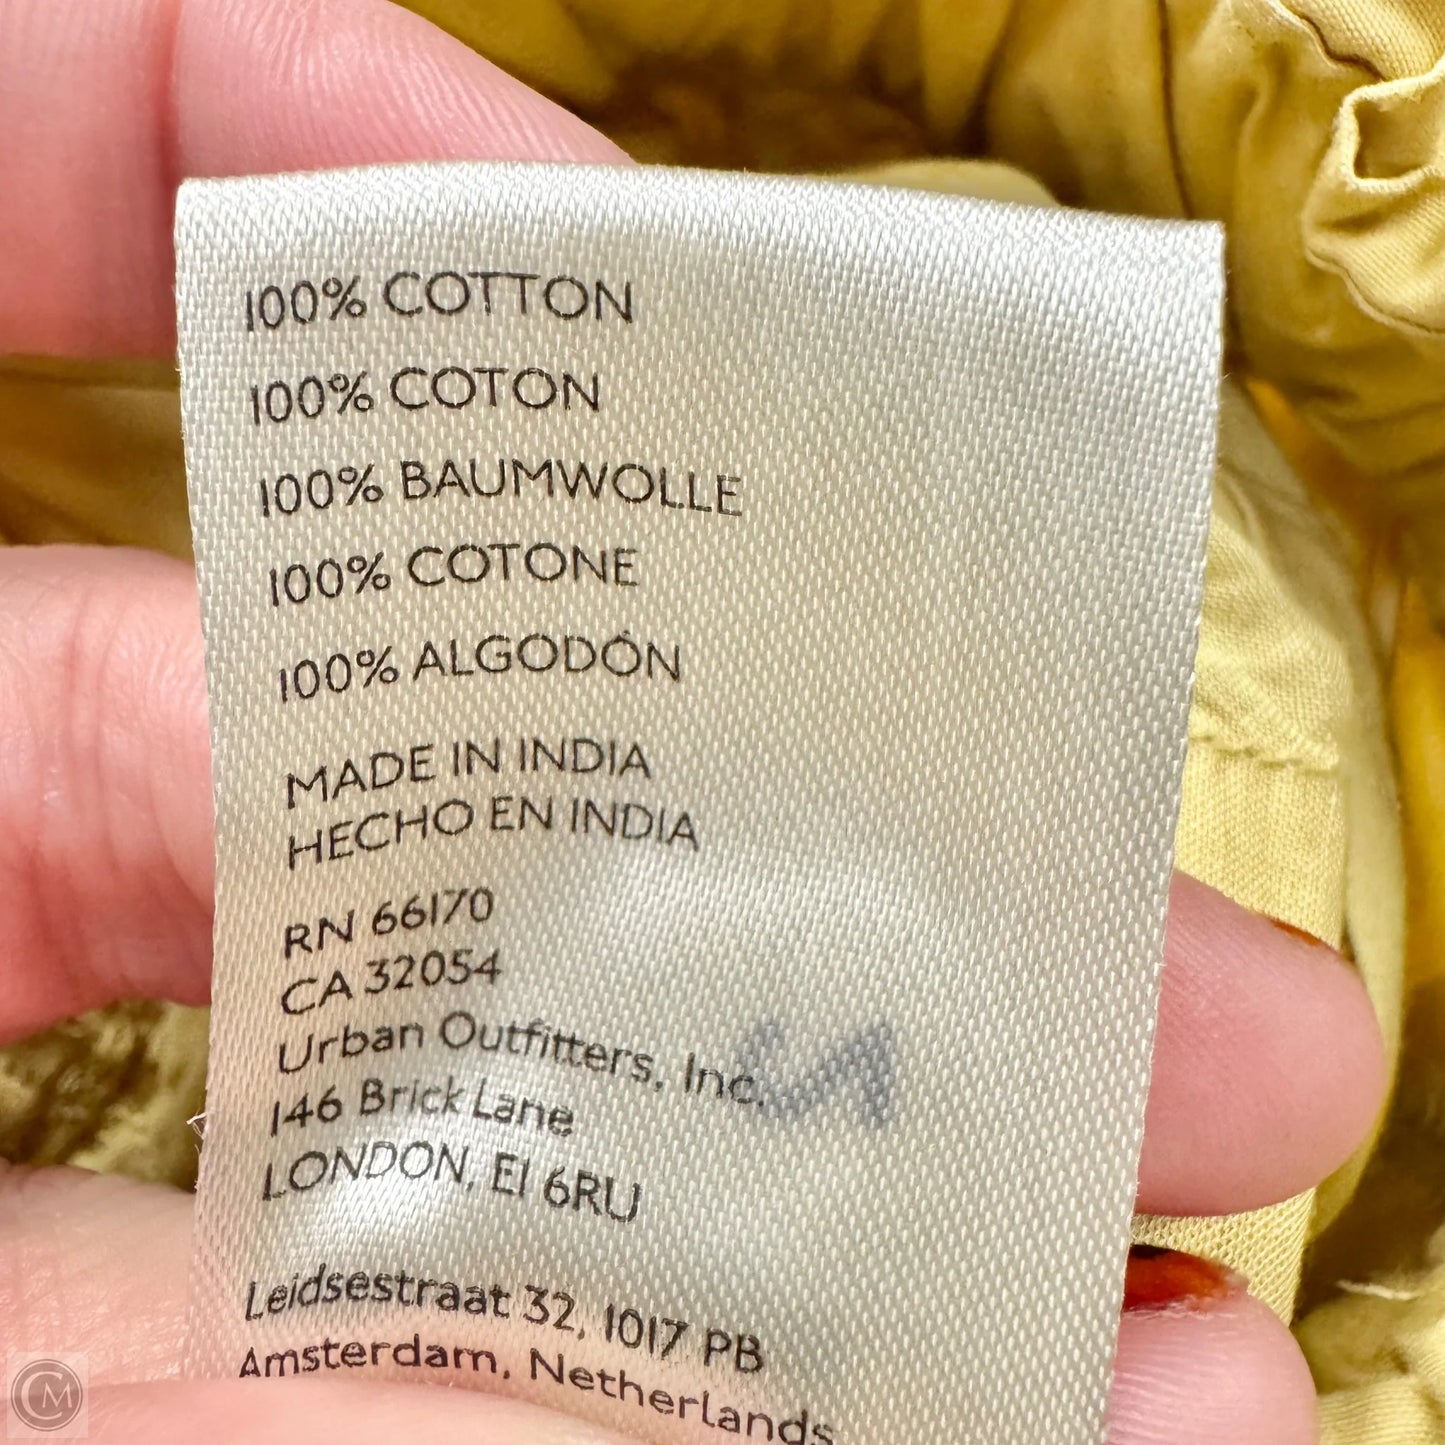 100% COTTON
100% COTON
100% BAUMWOLLE
100% COTONE
100% ALGODÓN
MADE IN INDIA
HECHO EN INDIA
RN 66170
CA 32054
Urban Outfitters, Inc.
146 Brick Lane
LONDON, E1 6RU
Leidsestraat 32, 1017 PB
Amsterdam, Netherlands
CM